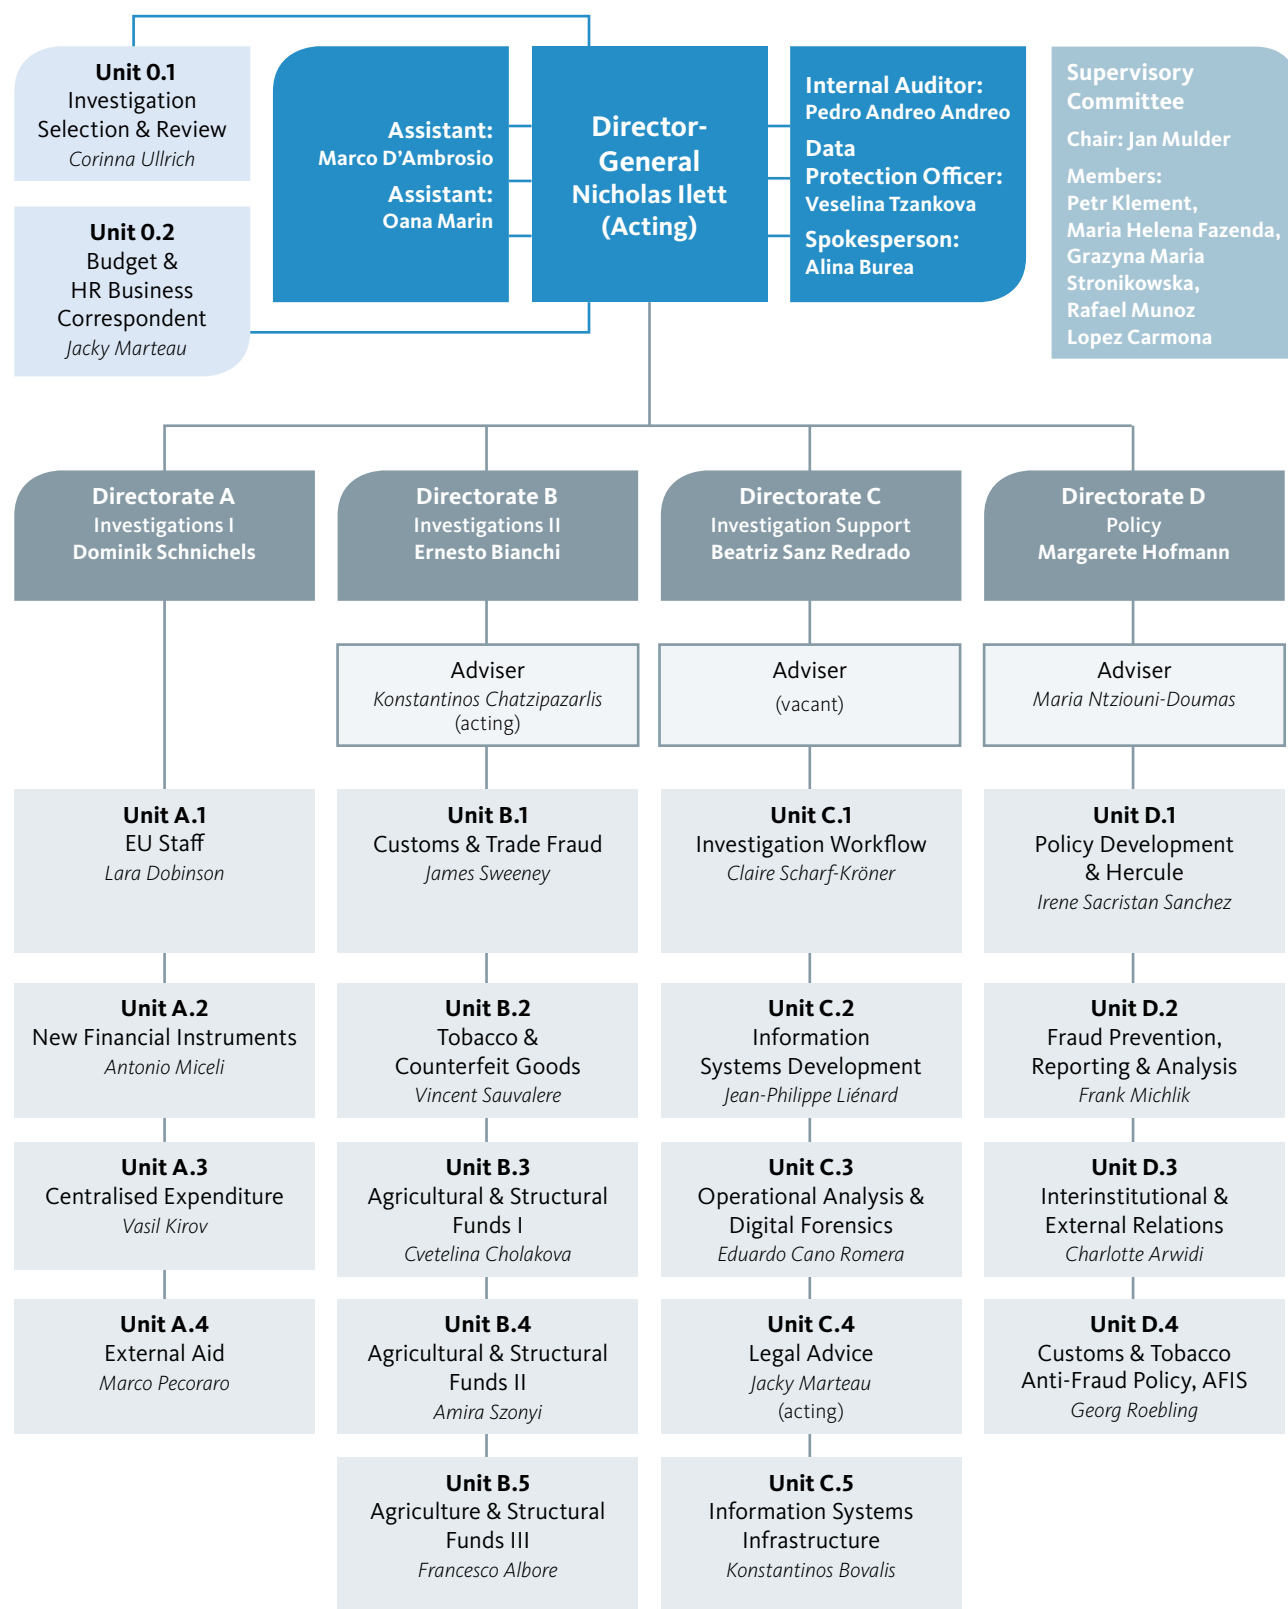 Unit 0.1
Investigation
Selection & Review
Corinna Ullrich
Unit 0.2
Budget &
HR Business
Correspondent
Jacky Marteau
Assistant:
Marco D’Ambrosio
Assistant:
Oana Marin
Director-
General
Nicholas Ilett
(Acting)
Internal Auditor:
Pedro Andreo Andreo
Data
Protection Officer:
Veselina Tzankova
Spokesperson:
Alina Burea
Supervisory
Committee
Chair: Jan Mulder
Members:
Petr Klement,
Maria Helena Fazenda,
Grazyna Maria
Stronikowska,
Rafael Munoz
Lopez Carmona
Directorate A
Investigations I
Dominik Schnichels
Unit A.1
EU Staff
Lara Dobinson
Unit A.2
New Financial Instruments
Antonio Miceli
Unit A.3
Centralised Expenditure
Vasil Kirov
Unit A.4
External Aid
Marco Pecoraro
Directorate B
Investigations II
Ernesto Bianchi
Adviser
Konstantinos Chatzipazarlis
(acting)
Unit B.1
Customs & Trade Fraud
James Sweeney
Unit B.2
Tobacco &
Counterfeit Goods
Vincent Sauvalere
Unit B.3
Agricultural & Structural
Funds I
Cvetelina Cholakova
Unit B.4
Agricultural & Structural
Funds II
Amira Szonyi
Unit B.5
Agriculture & Structural
Funds III
Francesco Albore
Directorate C
Investigation Support
Beatriz Sanz Redrado
Adviser
(vacant)
Unit C.1
Investigation Workflow
Claire Scharf-Kröner
Unit C.2
Information
Systems Development
Jean-Philippe Liénard
Unit C.3
Operational Analysis &
Digital Forensics
Eduardo Cano Romera
Unit C.4
Legal Advice
Jacky Marteau
(acting)
Unit C.5
Information Systems
Infrastructure
Konstantinos Bovalis
Directorate D
Policy
Margarete Hofmann
Adviser
Maria Ntziouni-Doumas
Unit D.1
Policy Development
& Hercule
Irene Sacristan Sanchez
Unit D.2
Fraud Prevention,
Reporting & Analysis
Frank Michlik
Unit D.3
Interinstitutional &
External Relations
Charlotte Arwidi
Unit D.4
Customs & Tobacco
Anti-Fraud Policy, AFIS
Georg Roebling